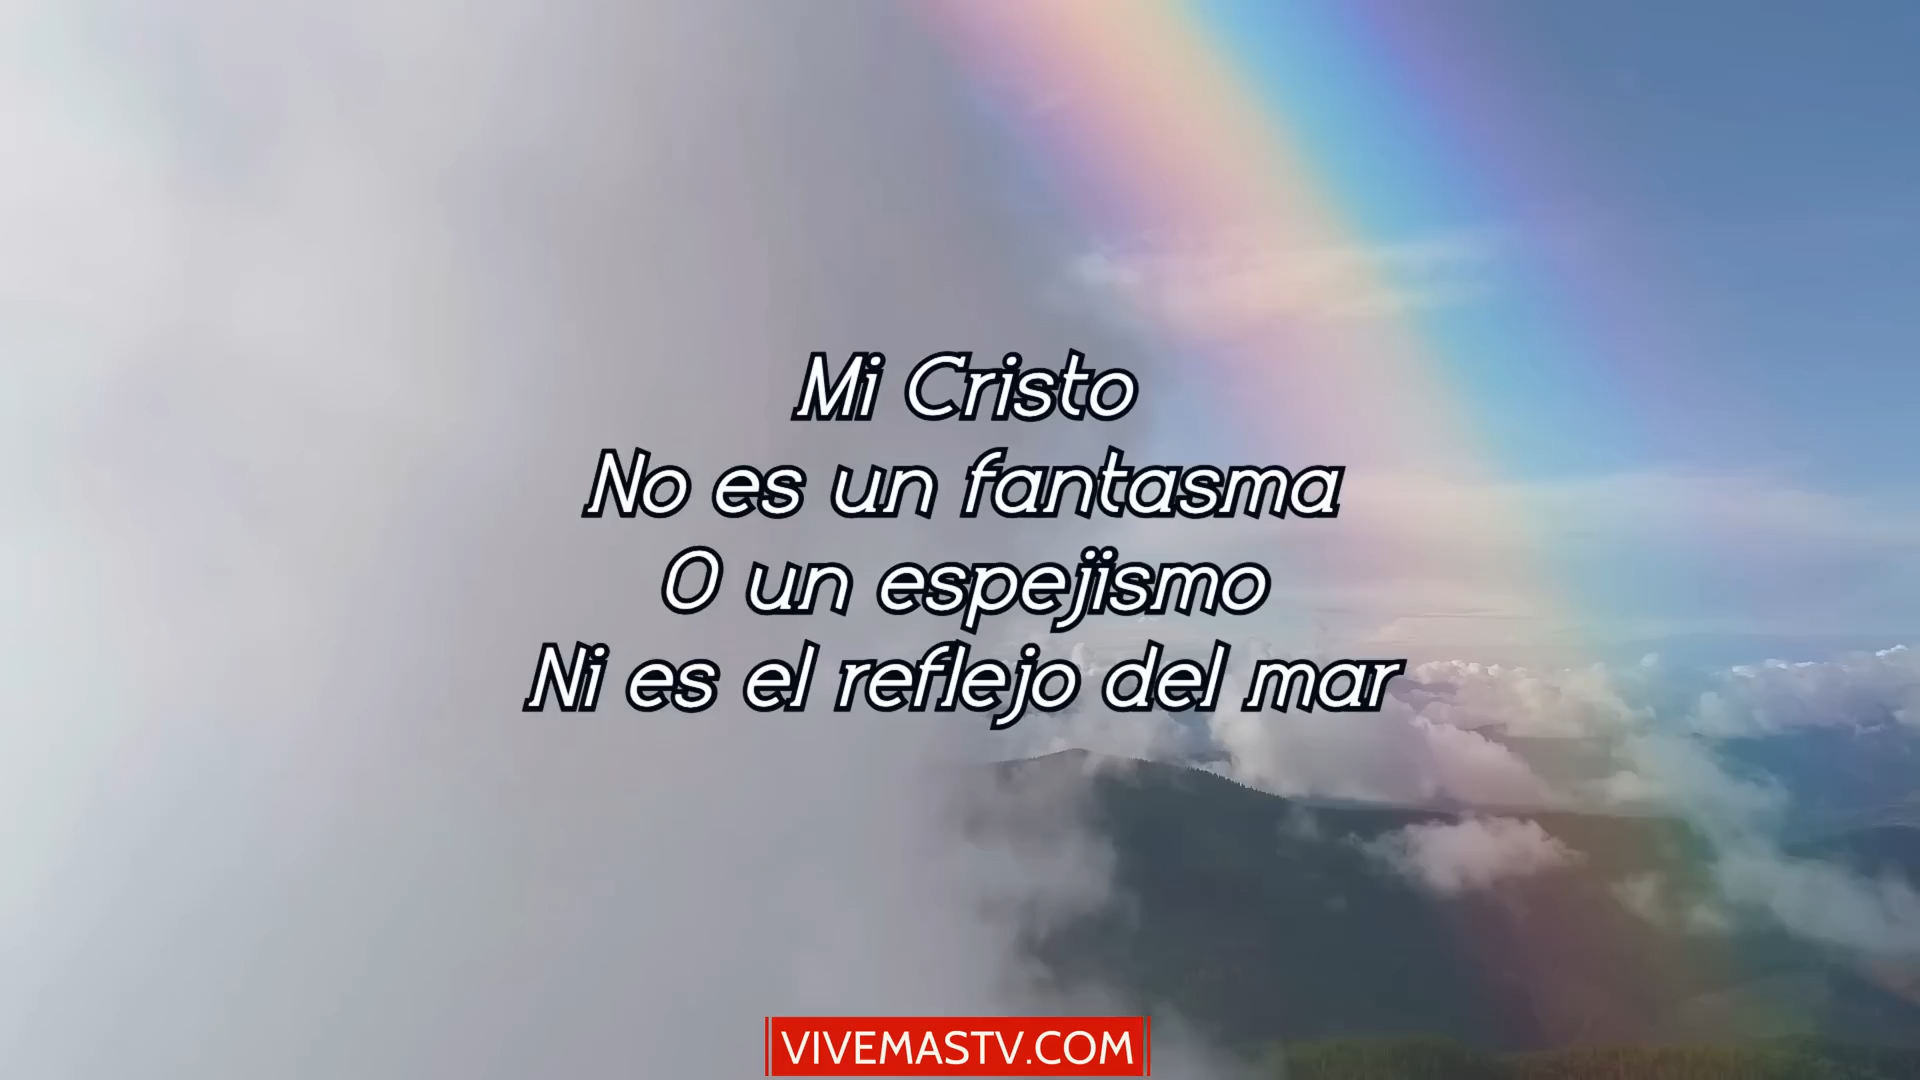 Mi Cristo
No es un fantasma
O un espejismo
Ni es el reflejo del mar
VIVEMASTV.COM